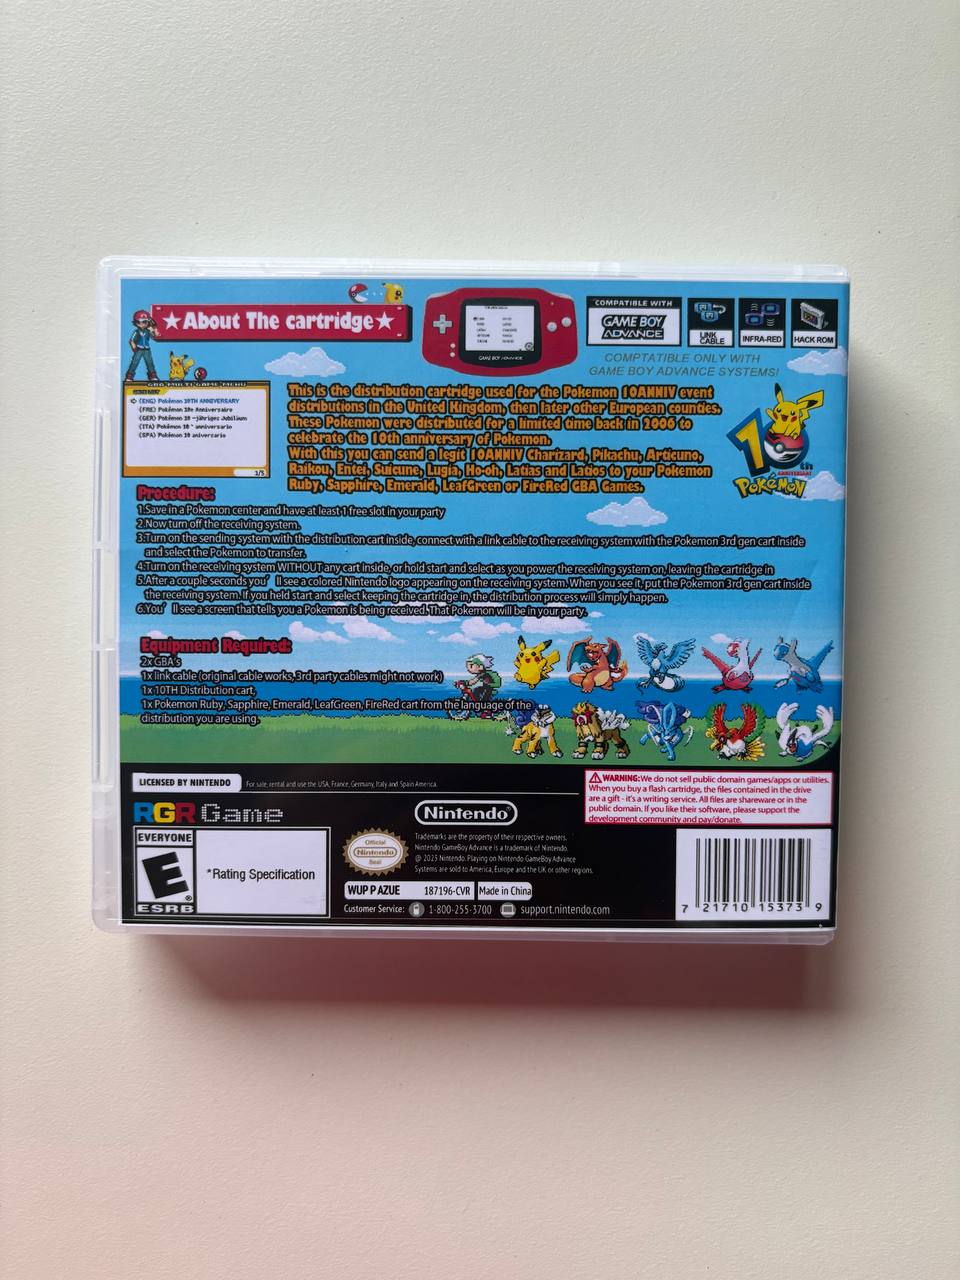 ★About The cartridge★
COMPATIBLE WITH
GAME BOY
ADVANCE
LINK
CABLE
INFRA-RED
HACK ROM
COMPTATIBLE ONLY WITH
GAME BOY ADVANCE SYSTEMS!
GAME BOY ADVANCE
GBA MULTI GAME MENU
(ENG) Pokémon 10TH ANNIVERSARY
(FRE) Pokémon 10e Anniversaire
(GER) Pokémon 10 -jähriges Jubiläum
(ITA) Pokémon 10 ° anniversario
(SPA) Pokémon 10 aniversario
1/5
This is the distribution cartridge used for the Pokemon 10ANNIV event
distributions in the United Kingdom, then later other European counties.
These Pokemon were distributed for a limited time back in 2006 to
celebrate the 10th anniversary of Pokemon.
With this you can send a legit 10ANNIV Charizard, Pikachu, Articuno,
Raikou, Entei, Suicune, Lugia, Ho-oh, Latias and Latios to your Pokemon
Ruby, Sapphire, Emerald, LeafGreen or FireRed GBA Games.
10th
ANNIVERSARY
POKéMON
Procedure:
1.Save in a Pokemon center and have at least 1 free slot in your party
2.Now turn off the receiving system.
3.Turn on the sending system with the distribution cart inside, connect with a link cable to the receiving system with the Pokemon 3rd gen cart inside
and select the Pokemon to transfer.
4.Turn on the receiving system WITHOUT any cart inside, or hold start and select as you power the receiving system on, leaving the cartridge in
5.After a couple seconds you’ll see a colored Nintendo logo appearing on the receiving system. When you see it, put the Pokemon 3rd gen cart inside
the receiving system. If you held start and select keeping the cartridge in, the distribution process will simply happen.
6.You’ll see a screen that tells you a Pokemon is being received. That Pokemon will be in your party.
Equipment Required:
2x GBA's
1x link cable (original cable works, 3rd party cables might not work)
1x 10TH Distribution cart,
1x Pokemon Ruby, Sapphire, Emerald, LeafGreen, FireRed cart from the language of the
distribution you are using.
LICENSED BY NINTENDO
For sale, rental and use the USA, France, Germany, Italy and Spain America.
WARNING: We do not sell public domain games/apps or utilities.
When you buy a flash cartridge, the files contained in the drive
are a gift - it's a writing service. All files are shareware or in the
public domain. If you like their software, please support the
development community and pay/donate.
RGR Game
Nintendo®
EVERYONE
E®
ESRB
*Rating Specification
Official
Nintendo
Seal
Trademarks are the property of their respective owners.
Nintendo GameBoy Advance is a trademark of Nintendo.
@ 2023 Nintendo. Playing on Nintendo GameBoy Advance
Systems are sold to America, Europe and the UK or other regions.
WUP P AZUE 187196-CVR Made in China
Customer Service: 1-800-255-3700 support.nintendo.com
7 21710 15373 9